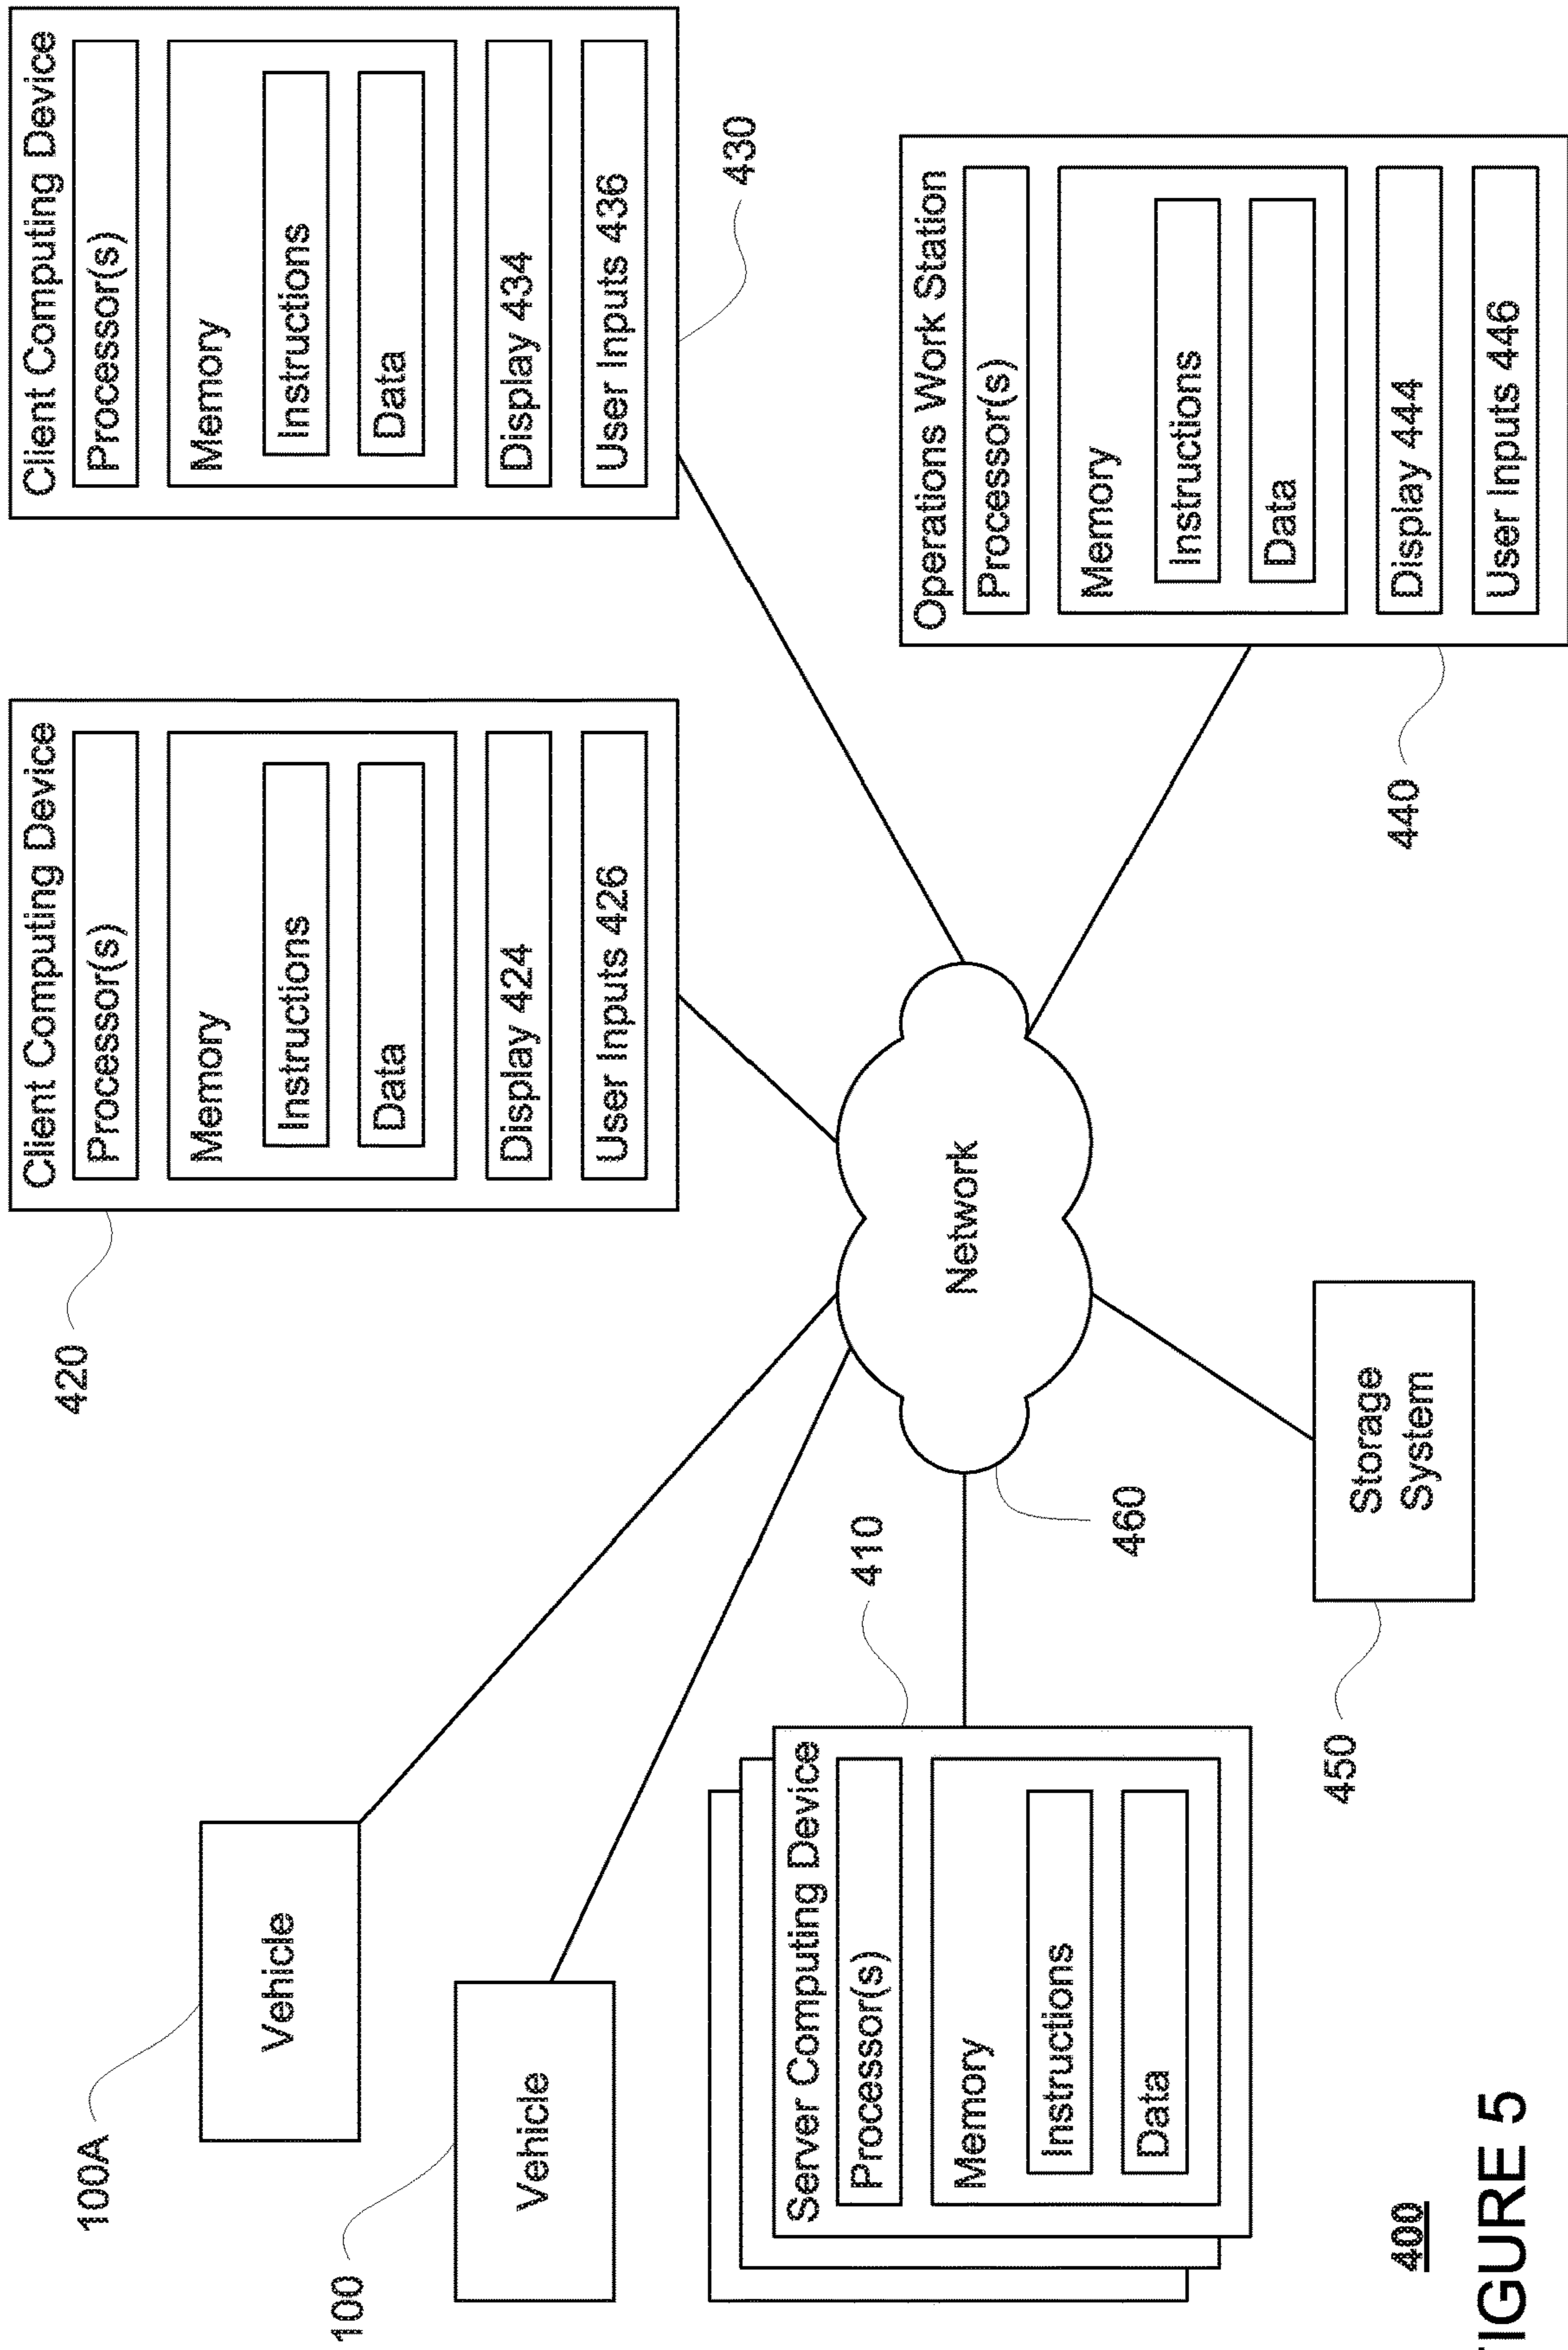 100A
Vehicle
100
Vehicle
420
Client Computing Device
Processor(s)
Memory
Instructions
Data
Display 424
User Inputs 426
Client Computing Device
Processor(s)
Memory
Instructions
Data
Display 434
User Inputs 436
430
Server Computing Device
Processor(s)
Memory
Instructions
Data
410
Network
460
Storage
System
450
Operations Work Station
Processor(s)
Memory
Instructions
Data
Display 444
User Inputs 446
440
400
IGURE 5